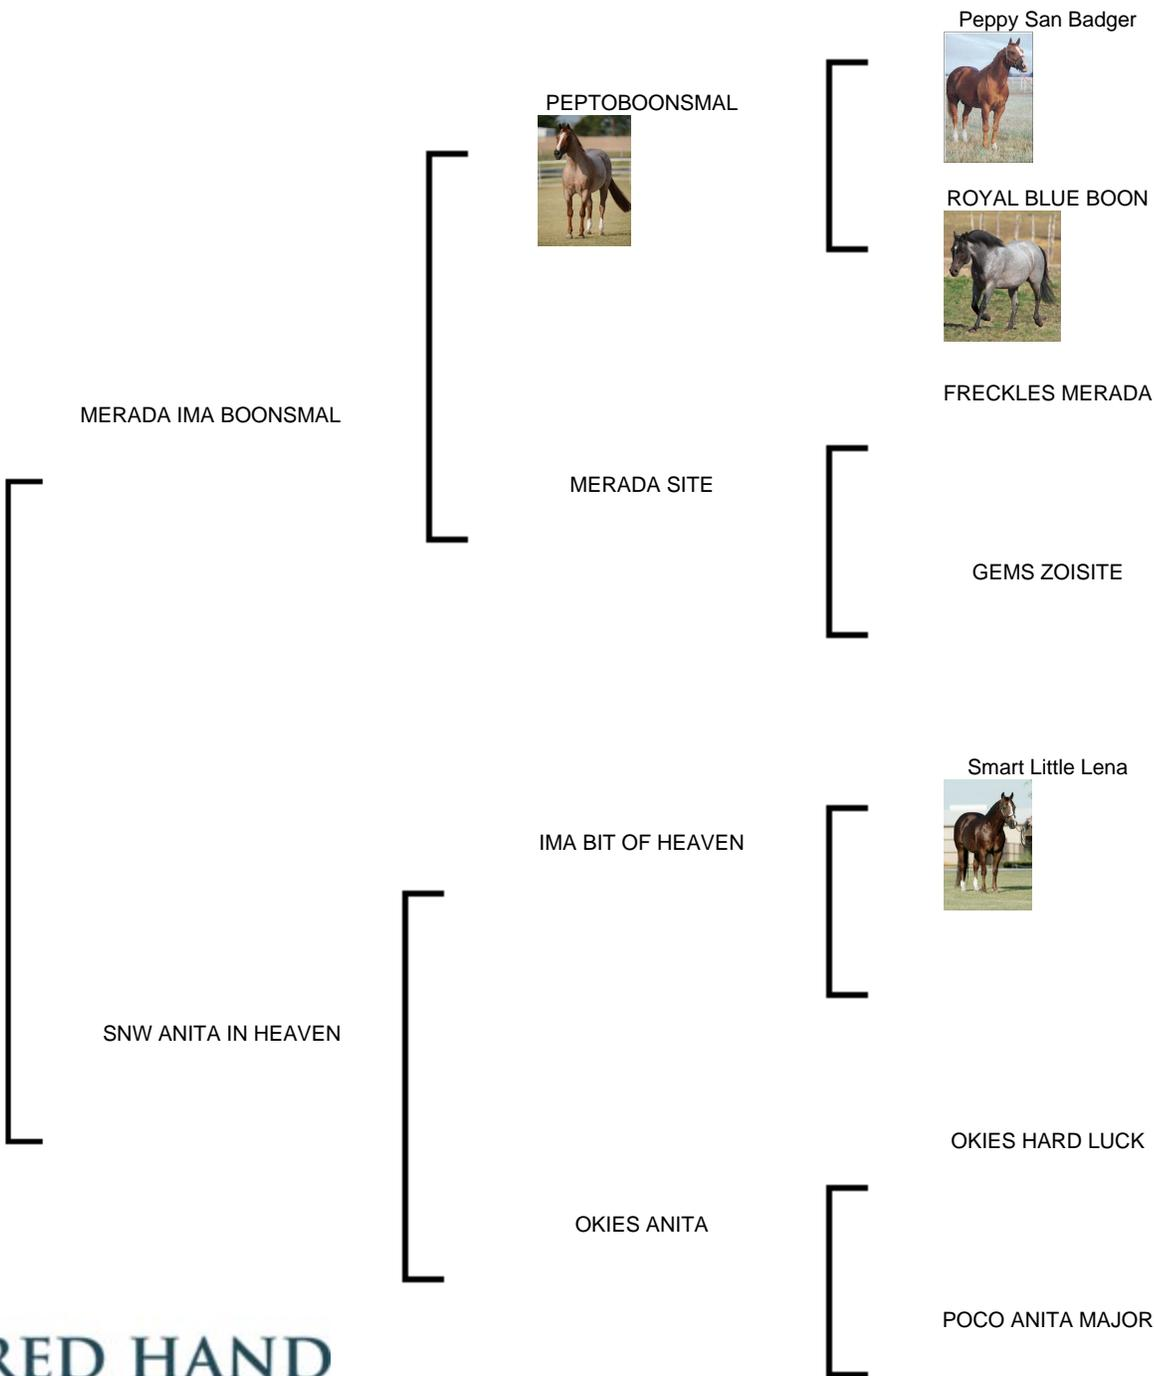 Peppy San Badger
PEPTOBOONSMAL
ROYAL BLUE BOON
FRECKLES MERADA
MERADA IMA BOONSMAL
MERADA SITE
GEMS ZOISITE
Smart Little Lena
IMA BIT OF HEAVEN
SNW ANITA IN HEAVEN
OKIES HARD LUCK
OKIES ANITA
POCO ANITA MAJOR
RED HAND